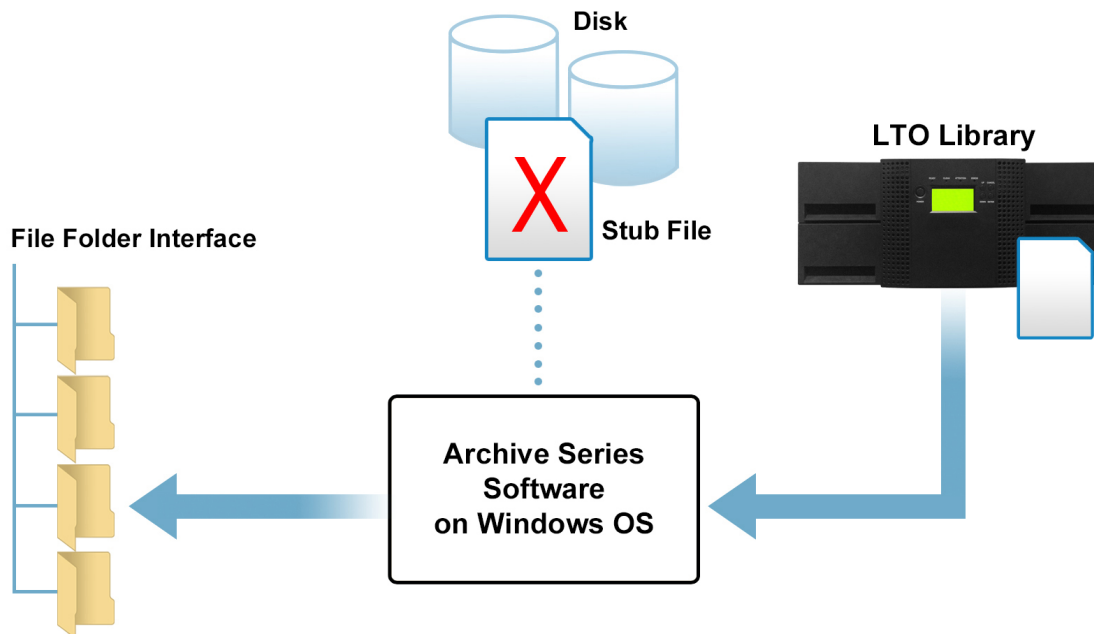 Disk
LTO Library
Stub File
File Folder Interface
X
Archive Series
Software
on Windows OS